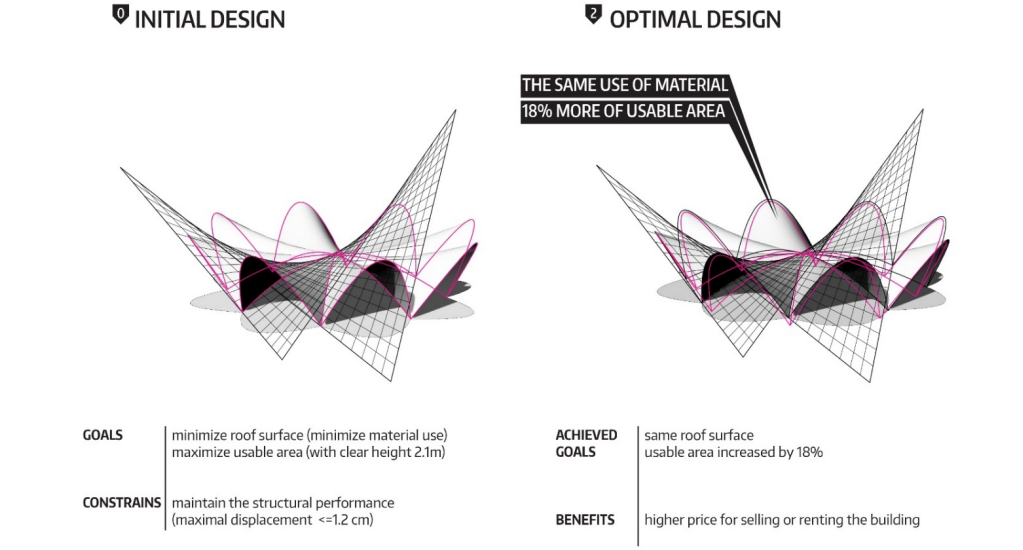 0 INITIAL DESIGN
2 OPTIMAL DESIGN
THE SAME USE OF MATERIAL
18% MORE OF USABLE AREA
GOALS
minimize roof surface (minimize material use)
maximize usable area (with clear height 2.1m)
CONSTRAINS
maintain the structural performance
(maximal displacement <=1.2 cm)
ACHIEVED
GOALS
same roof surface
usable area increased by 18%
BENEFITS
higher price for selling or renting the building